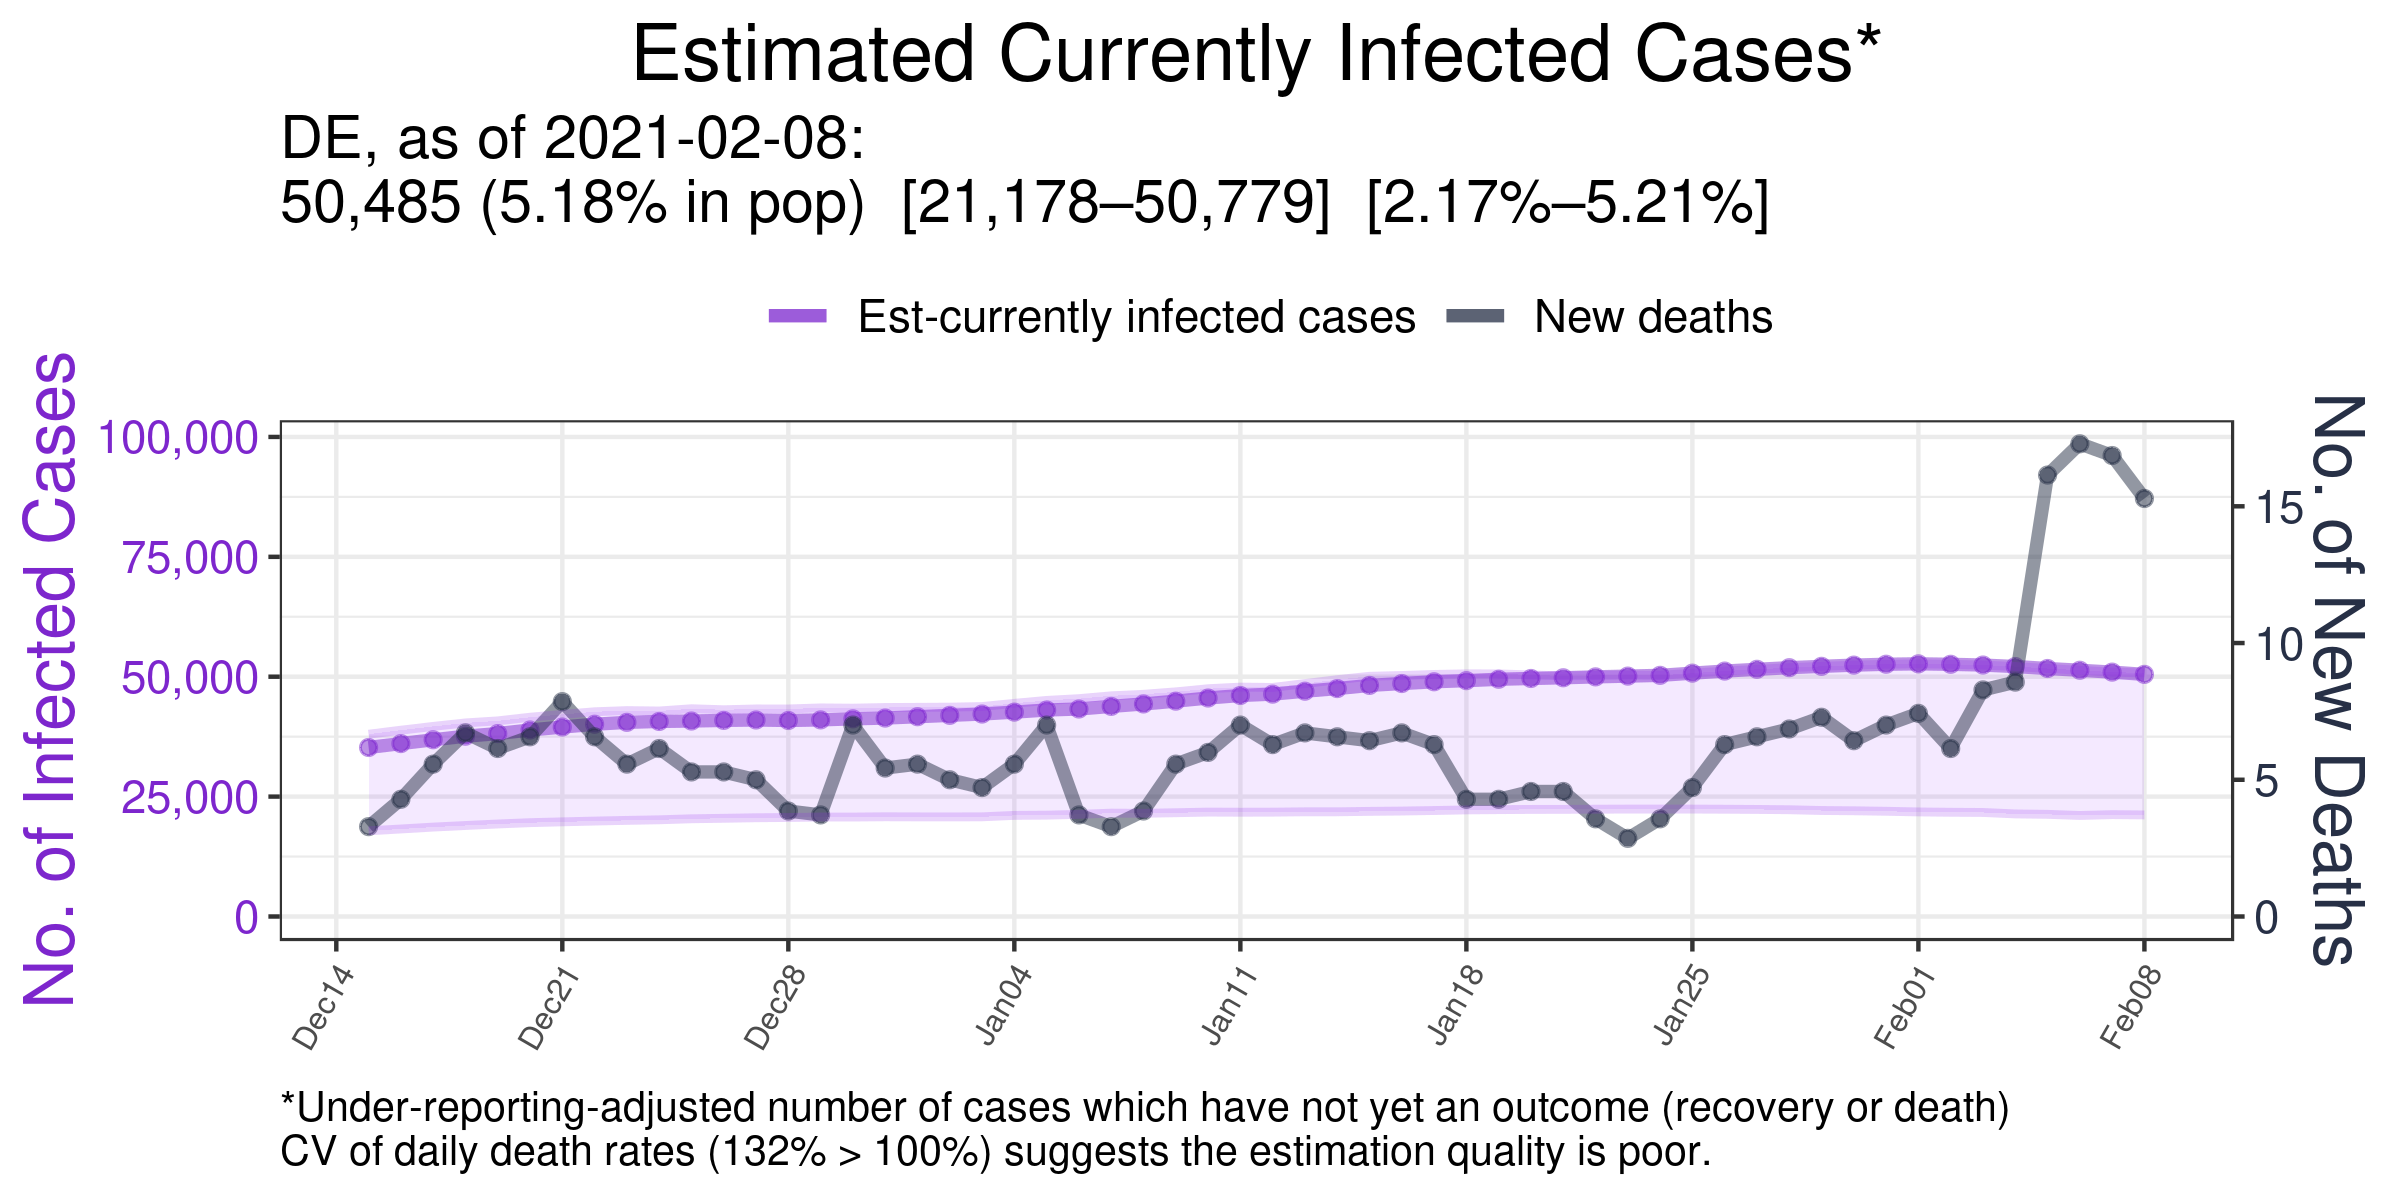 Estimated Currently Infected Cases*
DE, as of 2021-02-08:
50,485 (5.18% in pop)  [21,178–50,779]  [2.17%–5.21%]
Est-currently infected cases
New deaths
No. of Infected Cases
100,000
75,000
50,000
25,000
0
No. of New Deaths
15
10
5
0
Dec14
Dec21
Dec28
Jan04
Jan11
Jan18
Jan25
Feb01
Feb08
*Under-reporting-adjusted number of cases which have not yet an outcome (recovery or death)
CV of daily death rates (132% > 100%) suggests the estimation quality is poor.